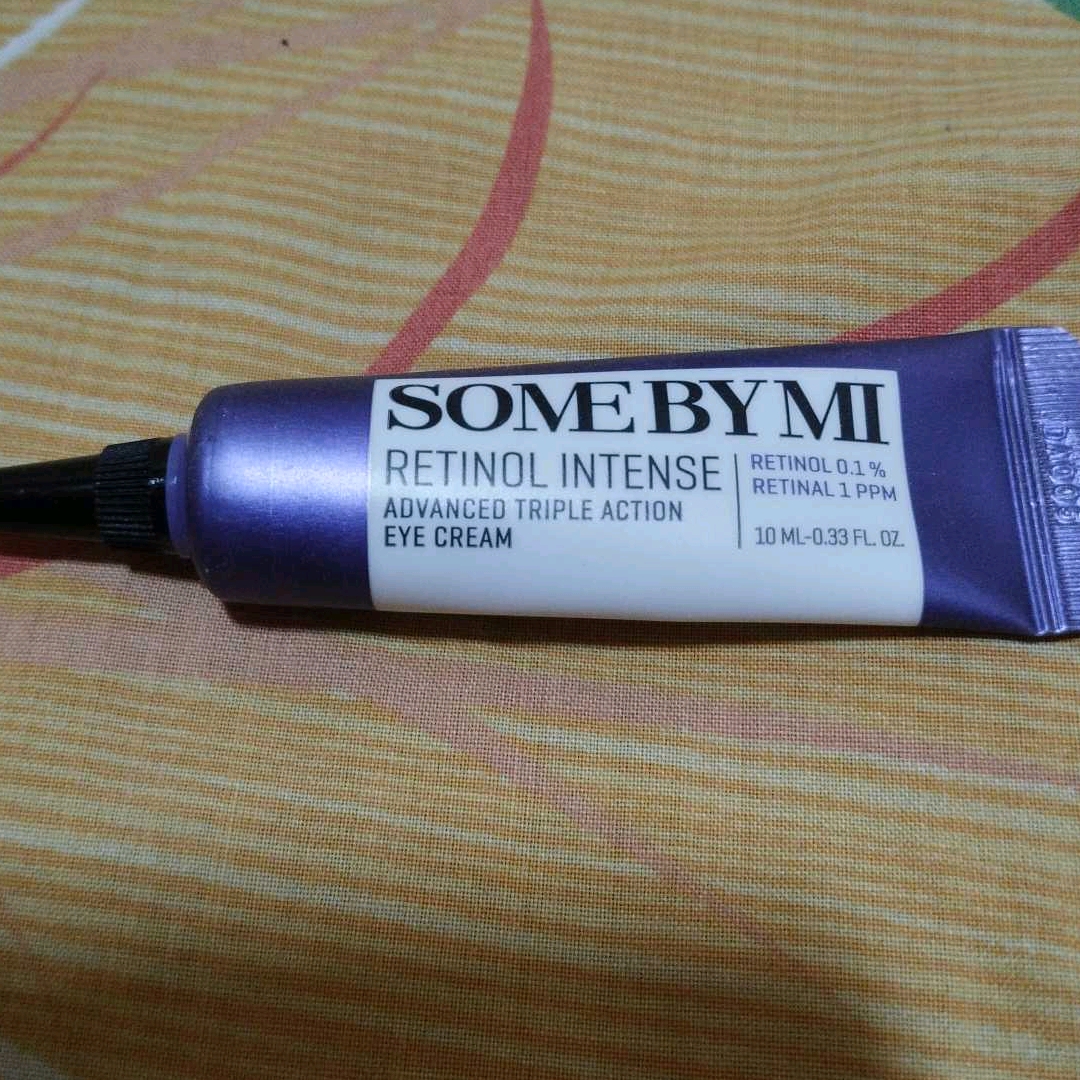 SOME BY MI
RETINOL INTENSE
ADVANCED TRIPLE ACTION
EYE CREAM
RETINOL 0.1 %
RETINAL 1 PPM
10 ML-0.33 FL. OZ.